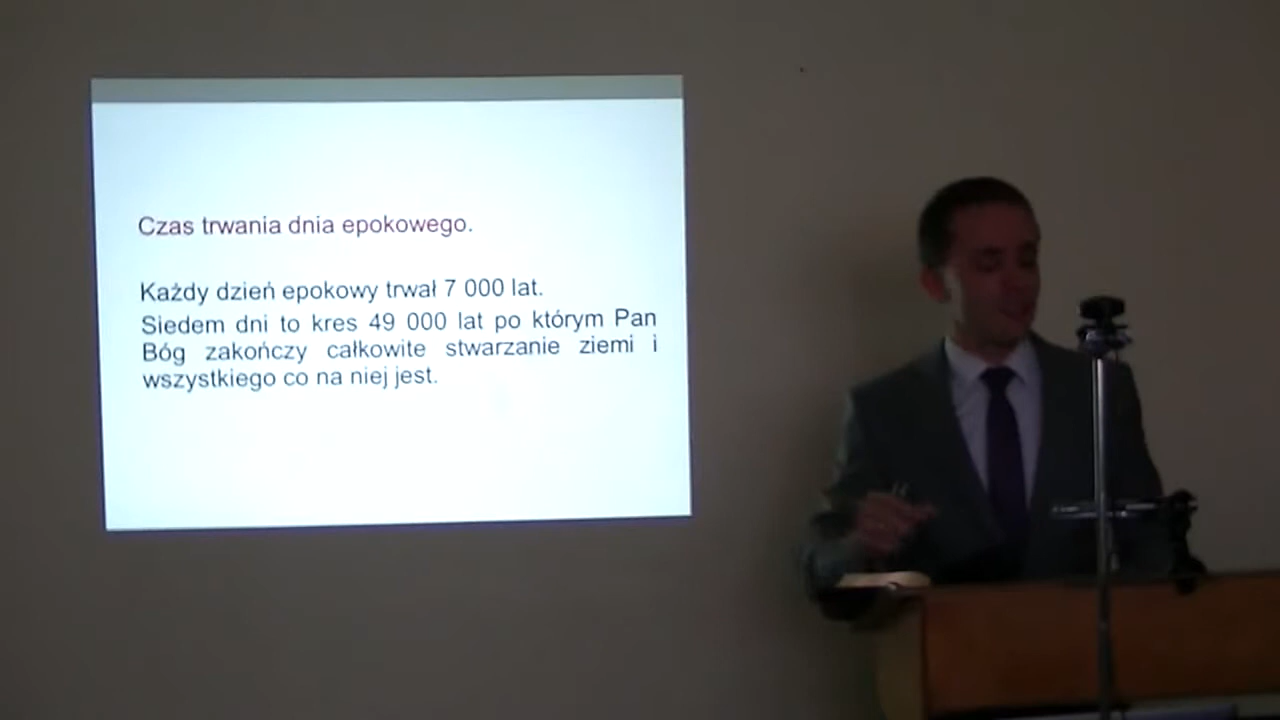 Czas trwania dnia epokowego.
Każdy dzień epokowy trwał 7 000 lat.
Siedem dni to kres 49 000 lat po którym Pan
Bóg zakończy całkowite stwarzanie ziemi i
wszystkiego co na niej jest.